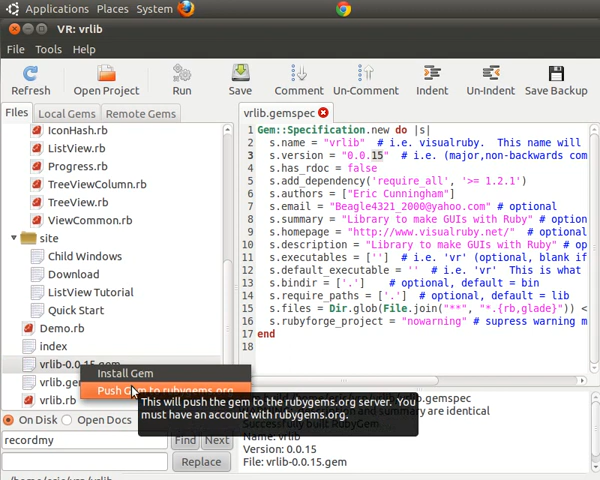 Applications Places System
VR: vrlib
File Tools Help
Refresh Open Project Run Save Comment Un-Comment Indent Un-Indent Save Backup
Files Local Gems Remote Gems
IconHash.rb
ListView.rb
Progress.rb
TreeViewColumn.rb
TreeView.rb
ViewCommon.rb
site
Child Windows
Download
ListView Tutorial
Quick Start
Demo.rb
index
vrlib-0.0.15.gem
vrlib.ge
vrlib.rb
On Disk Open Docs
recordmy
Find Next
Replace
vrlib.gemspec
1 Gem::Specification.new do |s|
2 s.name = "vrlib" # i.e. visualruby. This name will
3 s.version = "0.0.15" # i.e. (major,non-backwards com
4 s.has_rdoc = false
5 s.add_dependency('require_all', '>= 1.2.1')
6 s.authors = ["Eric Cunningham"]
7 s.email = "Beagle4321_2000@yahoo.com" # optional
8 s.summary = "Library to make GUIs with Ruby" # option
9 s.homepage = "http://www.visualruby.net/" # optional
10 s.description = "Library to make GUIs with Ruby" # op
11 s.executables = [''] # i.e. 'vr' (optional, blank if
12 s.default_executable = '' # i.e. 'vr' This is what
13 s.bindir = ['.'] # optional, default = bin
14 s.require_paths = ['.'] # optional, default = lib
15 s.files = Dir.glob(File.join("**", "*.{rb,glade}")) <
16 s.rubyforge_project = "nowarning" # supress warning m
17 end
18
Install Gem
Push Gem to rubygems.org
This will push the gem to the rubygems.org server. You
must have an account with rubygems.org.
.gemspec
and summary are identical
Successfully built RubyGem
Name: vrlib
Version: 0.0.15
File: vrlib-0.0.15.gem